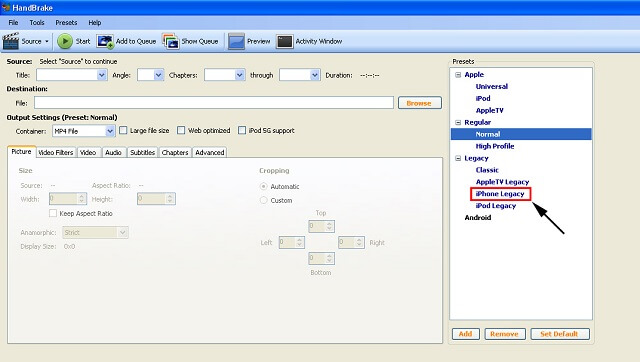 HandBrake
File Tools Presets Help
Source Start Add to Queue Show Queue Preview Activity Window
Source: Select "Source" to continue
Title: Angle: Chapters: through Duration: --:--:--
Destination:
File: Browse
Output Settings (Preset: Normal)
Container: MP4 File Large file size Web optimized iPod 5G support
Picture Video Filters Video Audio Subtitles Chapters Advanced
Size
Source: -- Aspect Ratio: --
Width: 0 Height: 0
Keep Aspect Ratio
Anamorphic: Strict
Display Size: 0x0
Cropping
Automatic
Custom
Top
0
Left 0 0 Right
0
Bottom
Presets
Apple
Universal
iPod
AppleTV
Regular
Normal
High Profile
Legacy
Classic
AppleTV Legacy
iPhone Legacy
iPod Legacy
Android
Add Remove Set Default